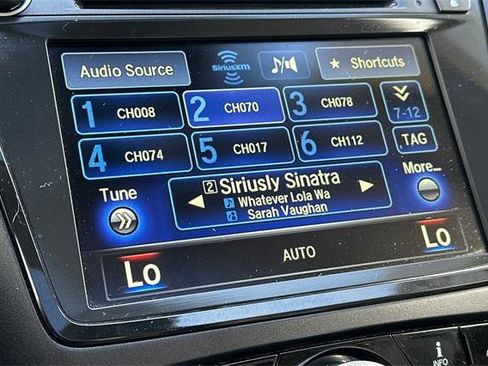 Audio Source
SiriusXM
★ Shortcuts
1 CH008
2 CH070
3 CH078
7-12
4 CH074
5 CH017
6 CH112
TAG
Tune
2 Siriusly Sinatra
Whatever Lola Wa
Sarah Vaughan
More...
Lo
AUTO
Lo
i
INFO